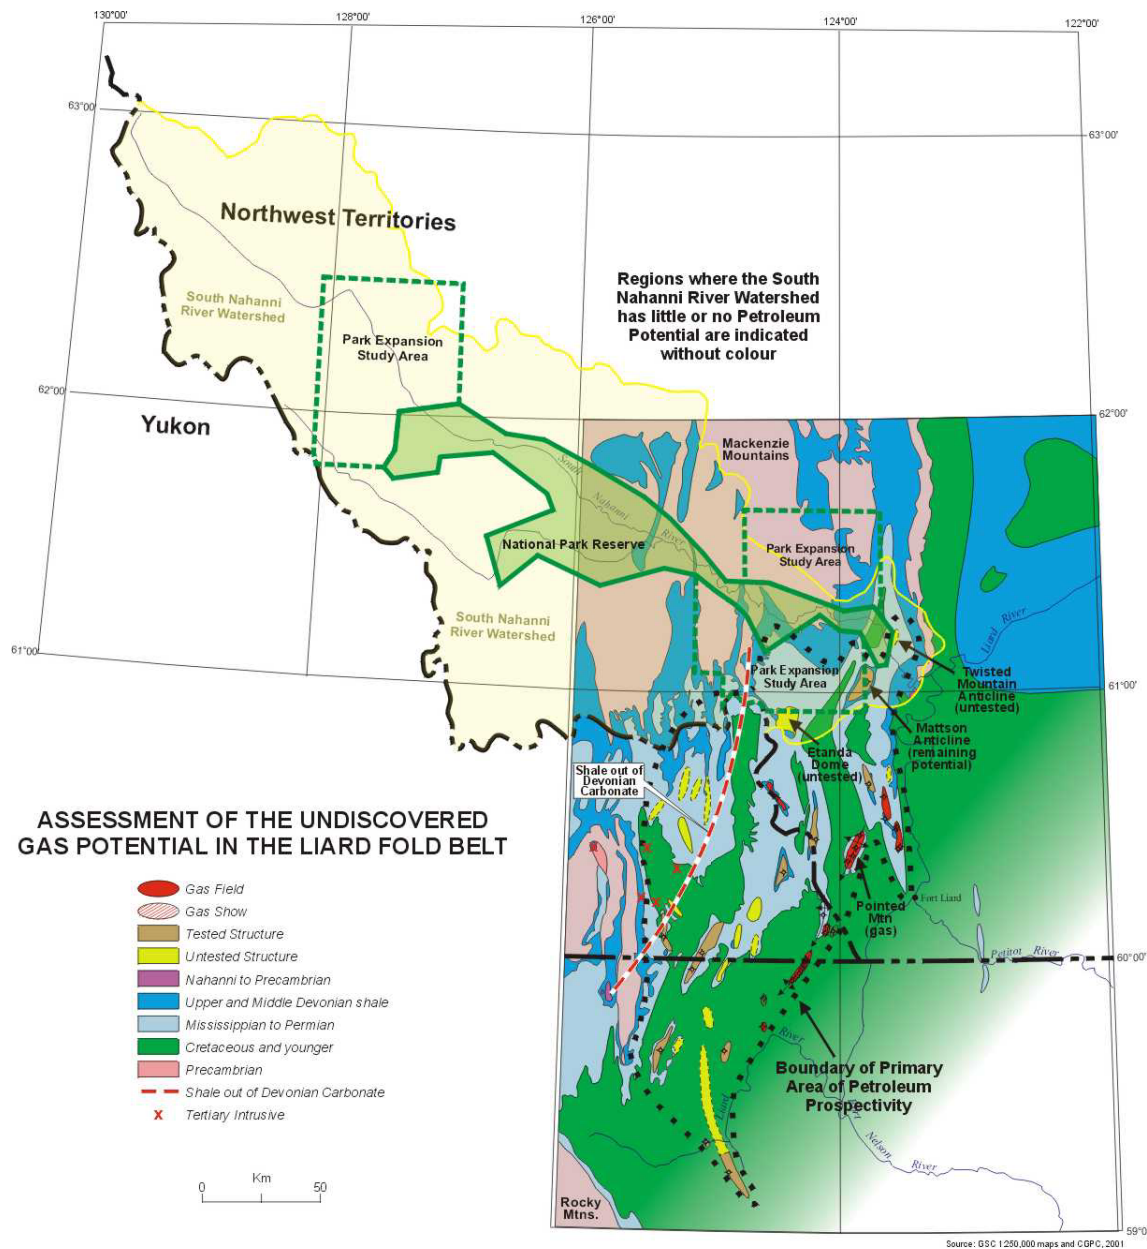 130°00'
128°00'
126°00'
124°00'
122°00'
63°00'
63°00'
Northwest Territories
South Nahanni
River Watershed
Regions where the South
Nahanni River Watershed
has little or no Petroleum
Potential are indicated
without colour
Park Expansion
Study Area
62°00'
62°00'
Yukon
Mackenzie
Mountains
South
Nahanni
River
National Park Reserve
Park Expansion
Study Area
South Nahanni
River Watershed
Liard River
61°00'
61°00'
Park Expansion
Study Area
Twisted
Mountain
Anticline
(untested)
Mattson
Anticline
(remaining
potential)
Etanda
Dome
(untested)
Shale out of
Devonian
Carbonate
ASSESSMENT OF THE UNDISCOVERED
GAS POTENTIAL IN THE LIARD FOLD BELT
Gas Field
Gas Show
Tested Structure
Untested Structure
Nahanni to Precambrian
Upper and Middle Devonian shale
Mississippian to Permian
Cretaceous and younger
Precambrian
Shale out of Devonian Carbonate
X Tertiary Intrusive
Km
0 50
Fort Liard
Pointed
Mtn
(gas)
Petitot River
60°00'
River
Liard
Boundary of Primary
Area of Petroleum
Prospectivity
Fort
Nelson
River
Rocky
Mtns.
59°0
Source: GSC 1:250,000 maps and CGPC, 2001